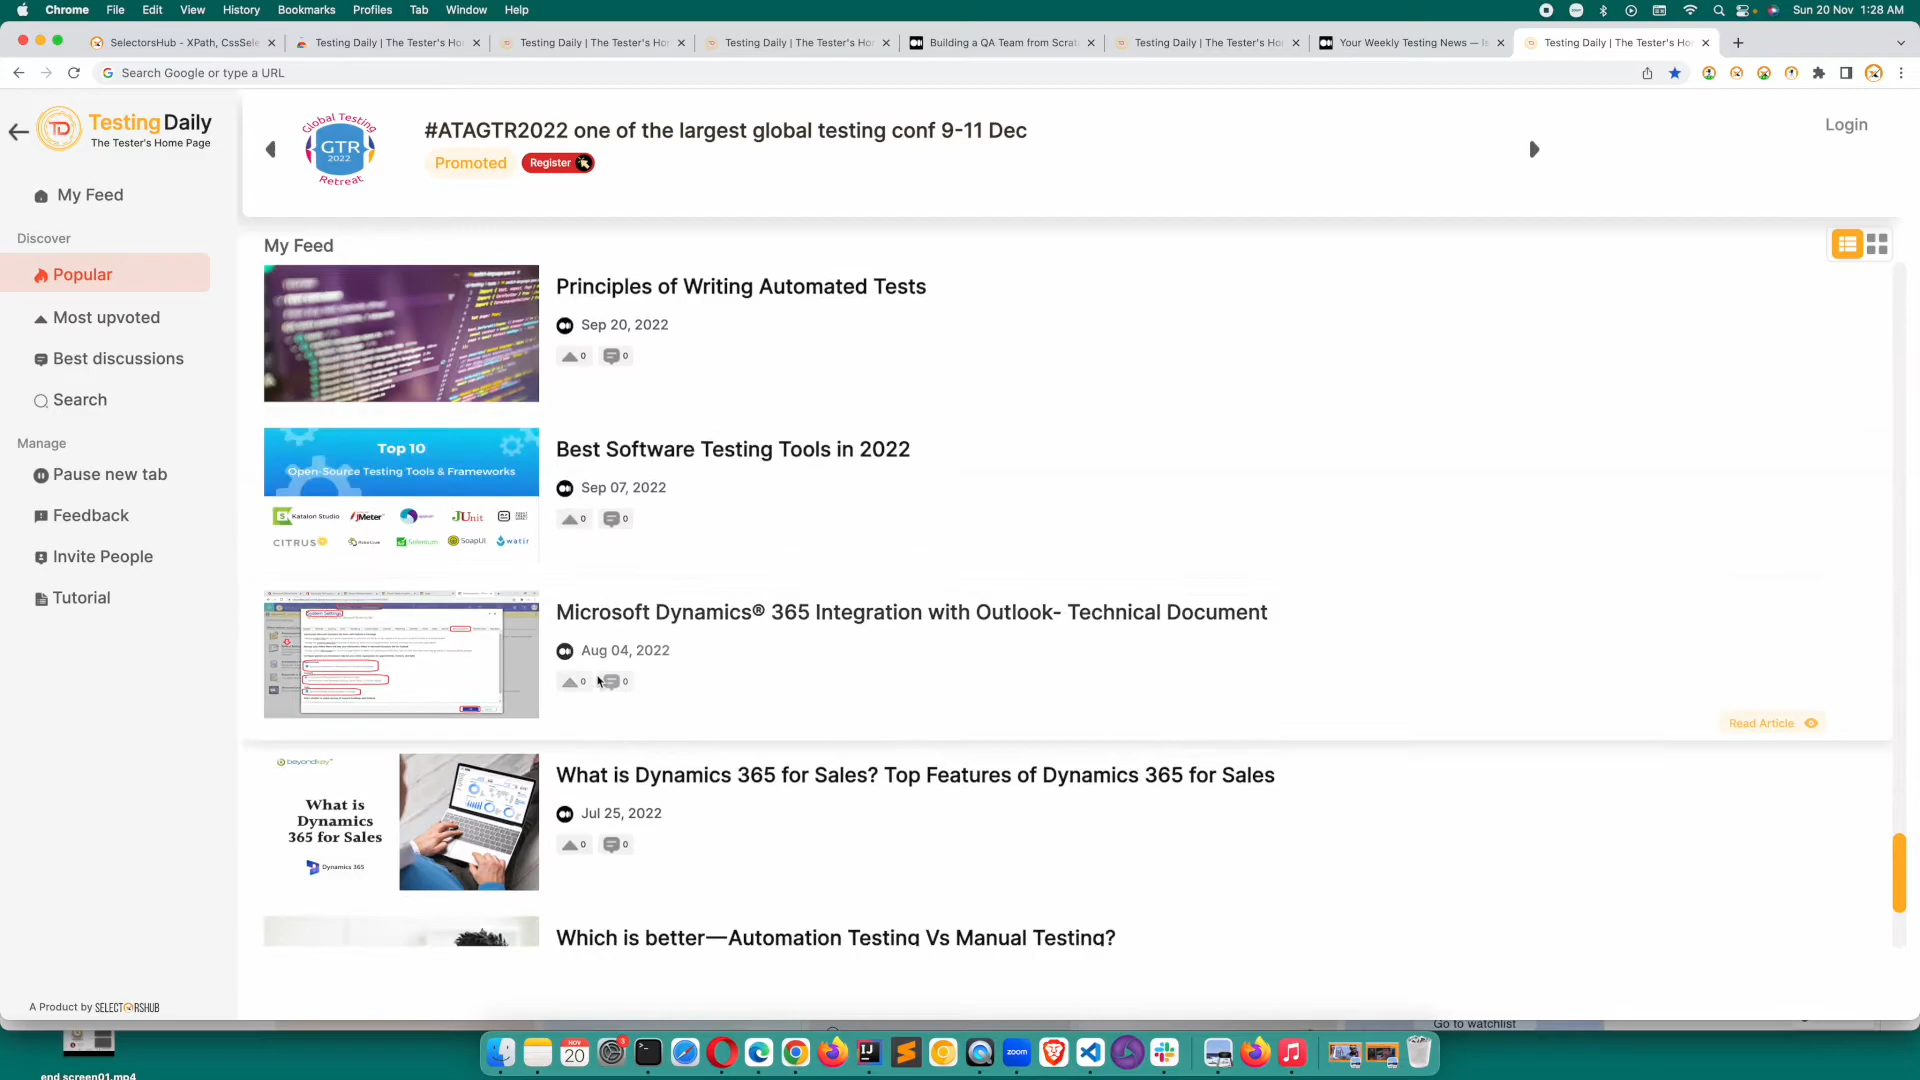 Chrome File Edit View History Bookmarks Profiles Tab Window Help
Sun 20 Nov 1:28 AM
SelectorsHub - XPath, CssSele
Testing Daily | The Tester's Ho
Testing Daily | The Tester's Ho
Testing Daily | The Tester's Ho
Building a QA Team from Scrat
Testing Daily | The Tester's Ho
Your Weekly Testing News — Is
Testing Daily | The Tester's Ho
Search Google or type a URL
TD
Testing Daily
The Tester's Home Page
Global Testing
GTR
2022
Retreat
#ATAGTR2022 one of the largest global testing conf 9-11 Dec
Promoted
Register
Login
My Feed
Discover
Popular
Most upvoted
Best discussions
Search
Manage
Pause new tab
Feedback
Invite People
Tutorial
A Product by SELECTORSHUB
My Feed
Principles of Writing Automated Tests
Sep 20, 2022
0 0
Top 10
Open-Source Testing Tools & Frameworks
Katalon Studio JMeter JUnit
CITRUS Selenium SoapUI watir
Best Software Testing Tools in 2022
Sep 07, 2022
0 0
System Settings
Microsoft Dynamics® 365 Integration with Outlook- Technical Document
Aug 04, 2022
0 0
Read Article
beyondkey
What is
Dynamics
365 for Sales
Dynamics 365
What is Dynamics 365 for Sales? Top Features of Dynamics 365 for Sales
Jul 25, 2022
0 0
Which is better—Automation Testing Vs Manual Testing?
Go to watchlist
NOV
20
3
zoom
end screen01.mp4